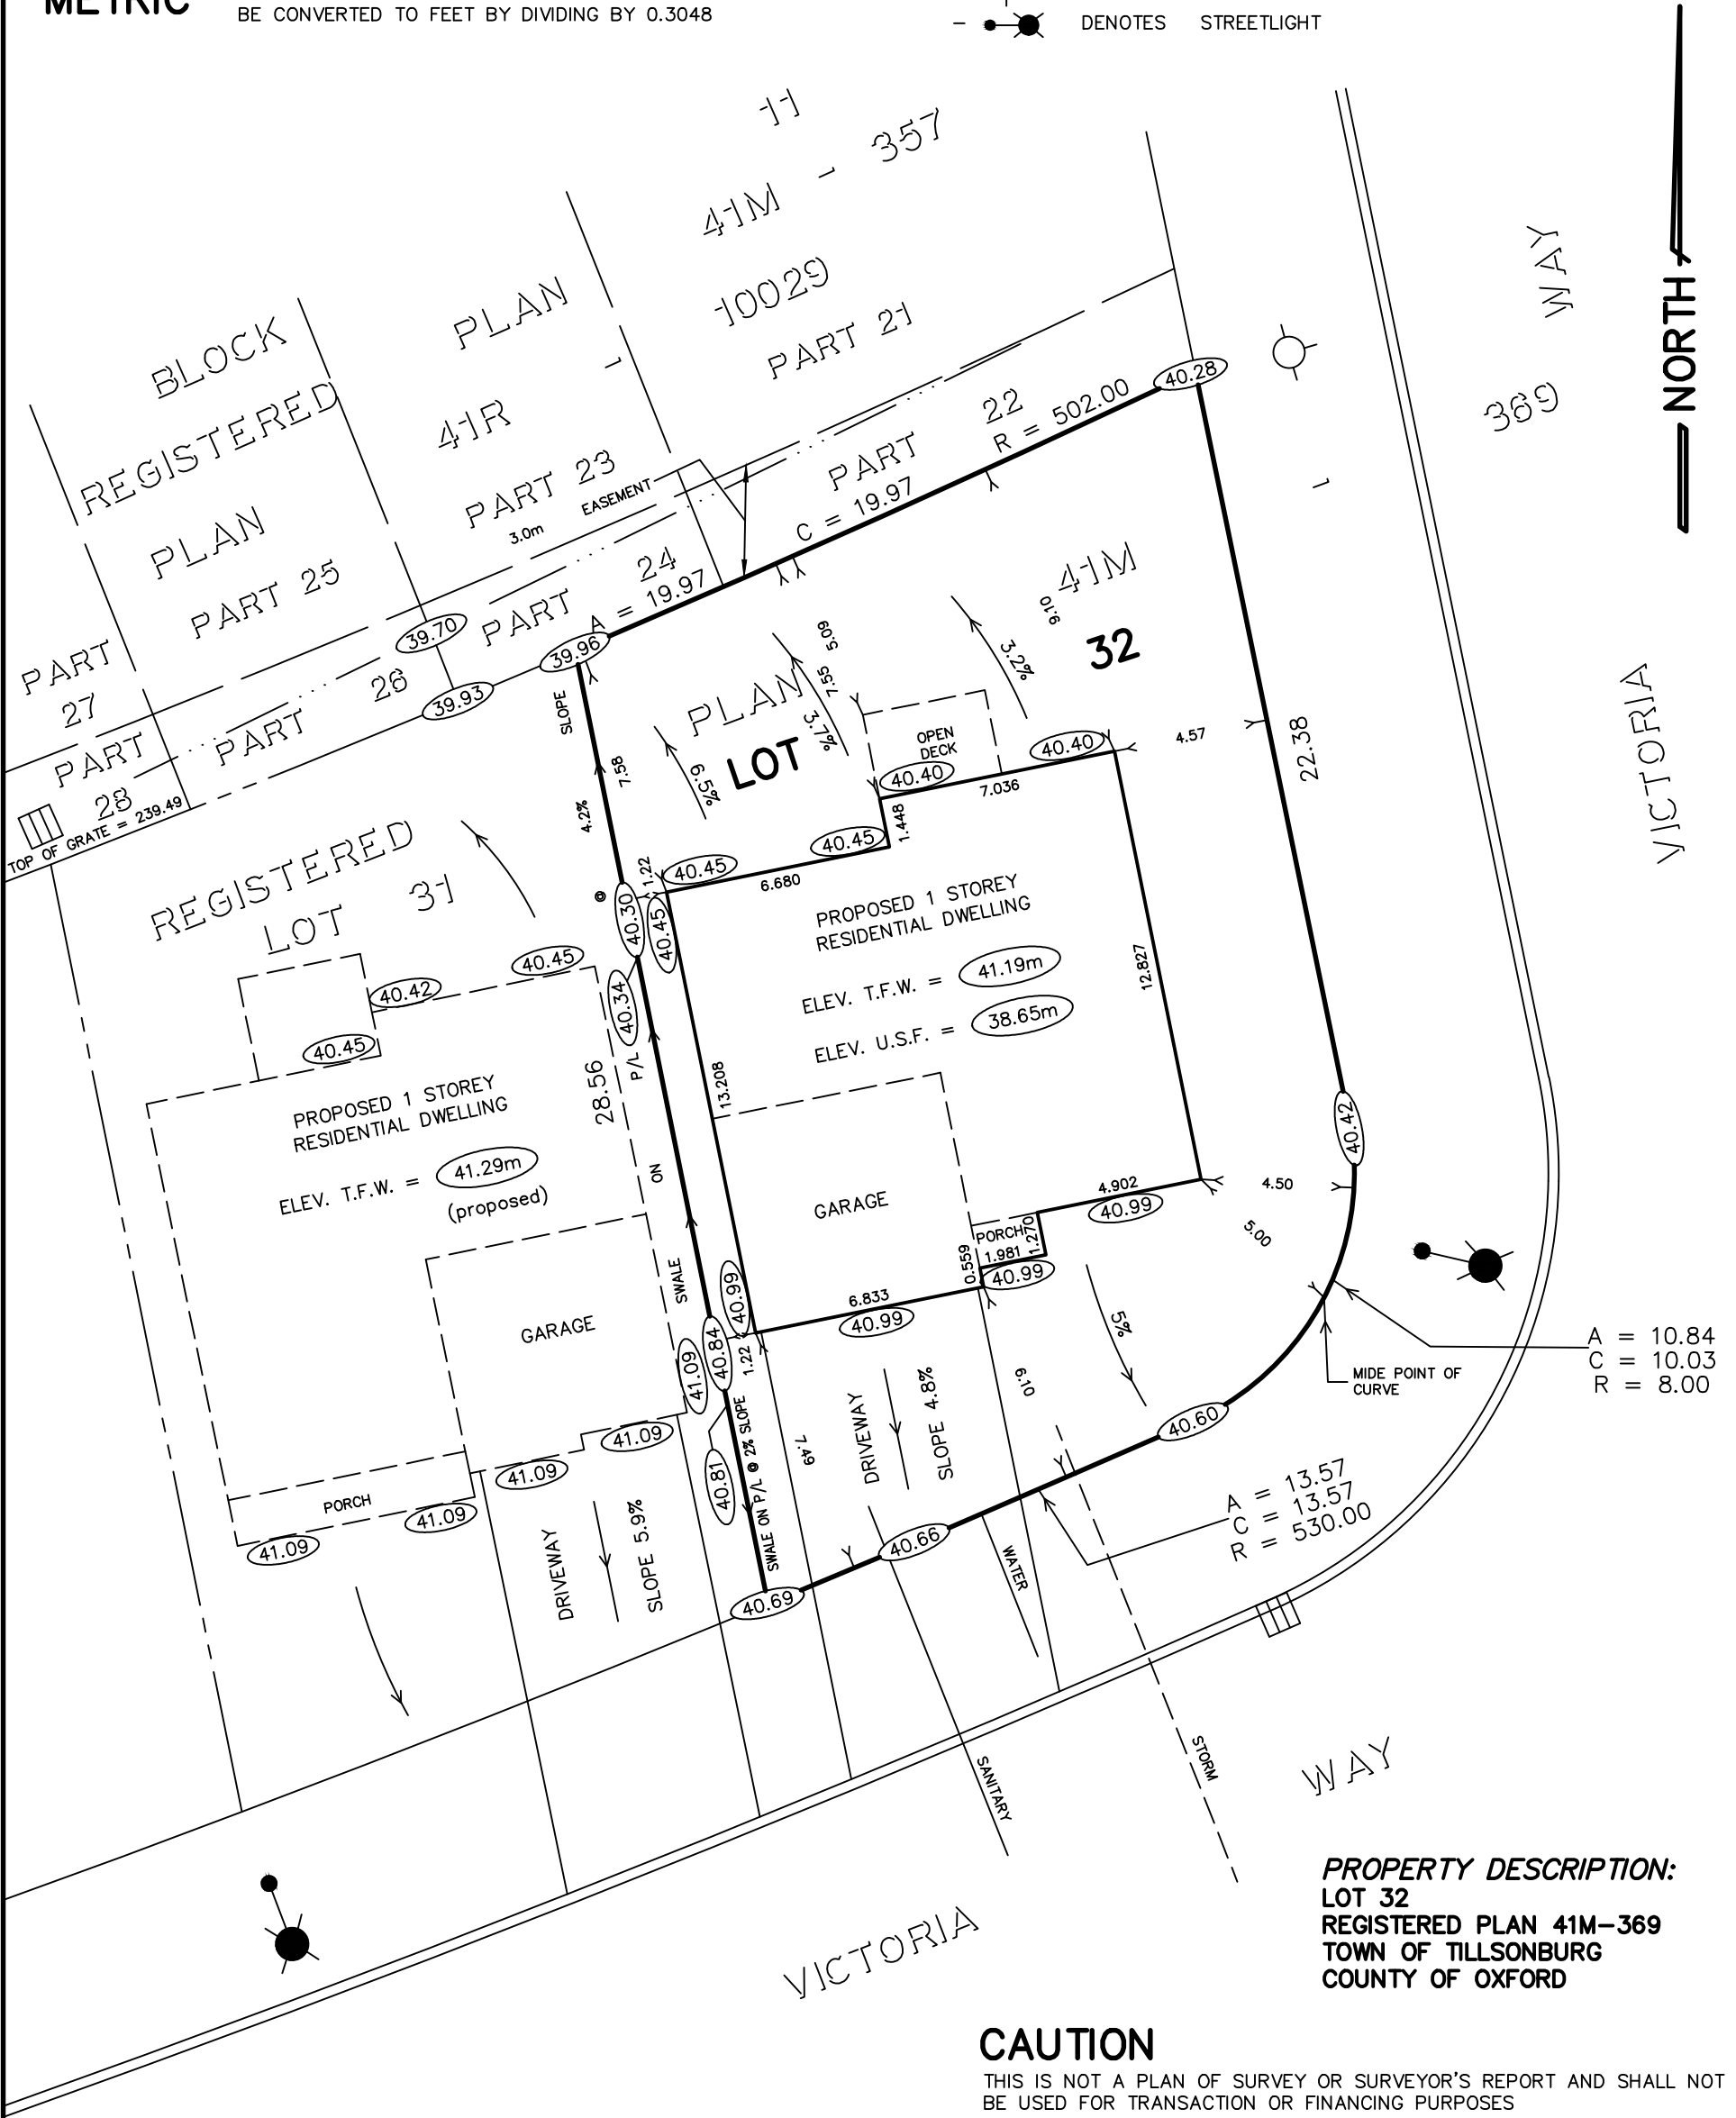 METRIC
BE CONVERTED TO FEET BY DIVIDING BY 0.3048
DENOTES STREETLIGHT
NORTH
11
41M - 357
10029
PART 21
PLAN
41R -
PART 23
BLOCK
REGISTERED
PLAN
PART 25
PART
27
PART
28
PART 26
PART 24
PART 22
3.0m EASEMENT
TOP OF GRATE = 239.49
R = 502.00
C = 19.97
A = 19.97
40.28
39.96
39.70
39.93
WAY
369
-
41M
VICTORIA
PLAN
LOT
32
9.10
5.09
7.55
3.7%
3.2%
6.5%
SLOPE
4.2%
@
7.58
22.38
4.57
OPEN
DECK
40.40
40.40
7.036
1.448
40.45
40.45
6.680
1.22
40.30
40.45
40.34
REGISTERED
LOT 31
40.45
40.42
40.45
PROPOSED 1 STOREY
RESIDENTIAL DWELLING
ELEV. T.F.W. = 41.19m
ELEV. U.S.F. = 38.65m
12.827
13.208
P/L
ON
SWALE
28.56
PROPOSED 1 STOREY
RESIDENTIAL DWELLING
ELEV. T.F.W. = 41.29m
(proposed)
GARAGE
GARAGE
PORCH
1.981
1.270
0.559
4.902
40.99
40.99
6.833
40.99
40.99
40.84
1.22
41.09
40.81
SWALE ON P/L @ 2% SLOPE
40.42
4.50
5.00
5%
6.10
7.49
DRIVEWAY
SLOPE 4.8%
MIDE POINT OF
CURVE
A = 10.84
C = 10.03
R = 8.00
40.60
A = 13.57
C = 13.57
R = 530.00
40.66
40.69
41.09
41.09
PORCH
41.09
41.09
DRIVEWAY
SLOPE 5.9%
WATER
SANITARY
STORM
WAY
VICTORIA
PROPERTY DESCRIPTION:
LOT 32
REGISTERED PLAN 41M-369
TOWN OF TILLSONBURG
COUNTY OF OXFORD
CAUTION
THIS IS NOT A PLAN OF SURVEY OR SURVEYOR'S REPORT AND SHALL NOT
BE USED FOR TRANSACTION OR FINANCING PURPOSES